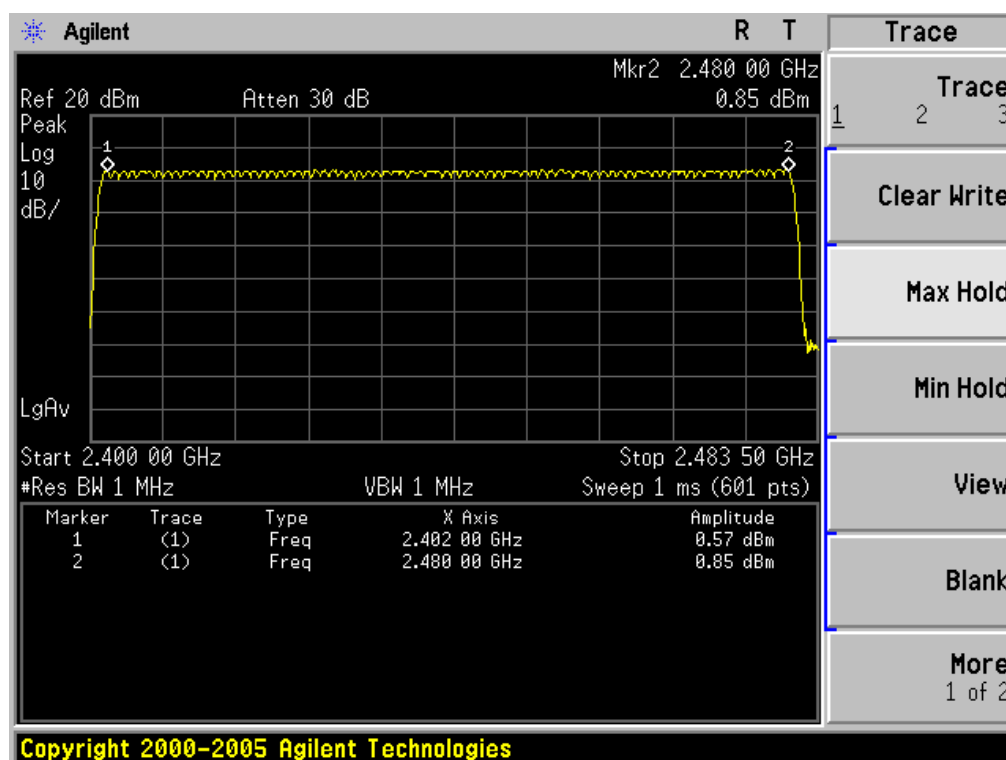 Agilent R T Trace
Mkr2 2.480 00 GHz
Ref 20 dBm Atten 30 dB 0.85 dBm
Peak
Log
10
dB/
1 2
LgAv
Start 2.400 00 GHz Stop 2.483 50 GHz
#Res BW 1 MHz VBW 1 MHz Sweep 1 ms (601 pts)
Marker Trace Type X Axis Amplitude
1 (1) Freq 2.402 00 GHz 0.57 dBm
2 (1) Freq 2.480 00 GHz 0.85 dBm
Trace
1 2 3
Clear Write
Max Hold
Min Hold
View
Blank
More
1 of 2
Copyright 2000-2005 Agilent Technologies